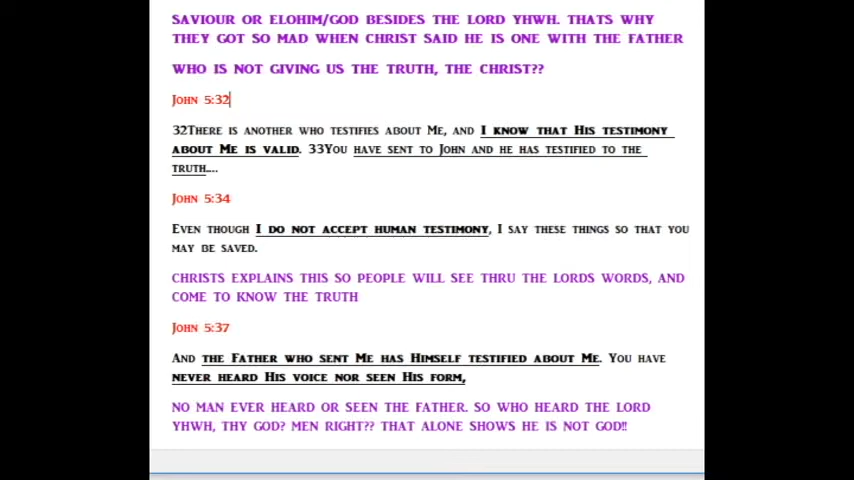 SAVIOUR OR ELOHIM/GOD BESIDES THE LORD YHWH. THATS WHY
THEY GOT SO MAD WHEN CHRIST SAID HE IS ONE WITH THE FATHER
WHO IS NOT GIVING US THE TRUTH, THE CHRIST??
John 5:32
32There is another who testifies about Me, and I know that His testimony
about Me is valid. 33You have sent to John and he has testified to the
truth....
John 5:34
Even though I do not accept human testimony, I say these things so that you
may be saved.
CHRISTS EXPLAINS THIS SO PEOPLE WILL SEE THRU THE LORDS WORDS, AND
COME TO KNOW THE TRUTH
John 5:37
And the Father who sent Me has Himself testified about Me. You have
never heard His voice nor seen His form,
NO MAN EVER HEARD OR SEEN THE FATHER. SO WHO HEARD THE LORD
YHWH, THY GOD? MEN RIGHT?? THAT ALONE SHOWS HE IS NOT GOD!!